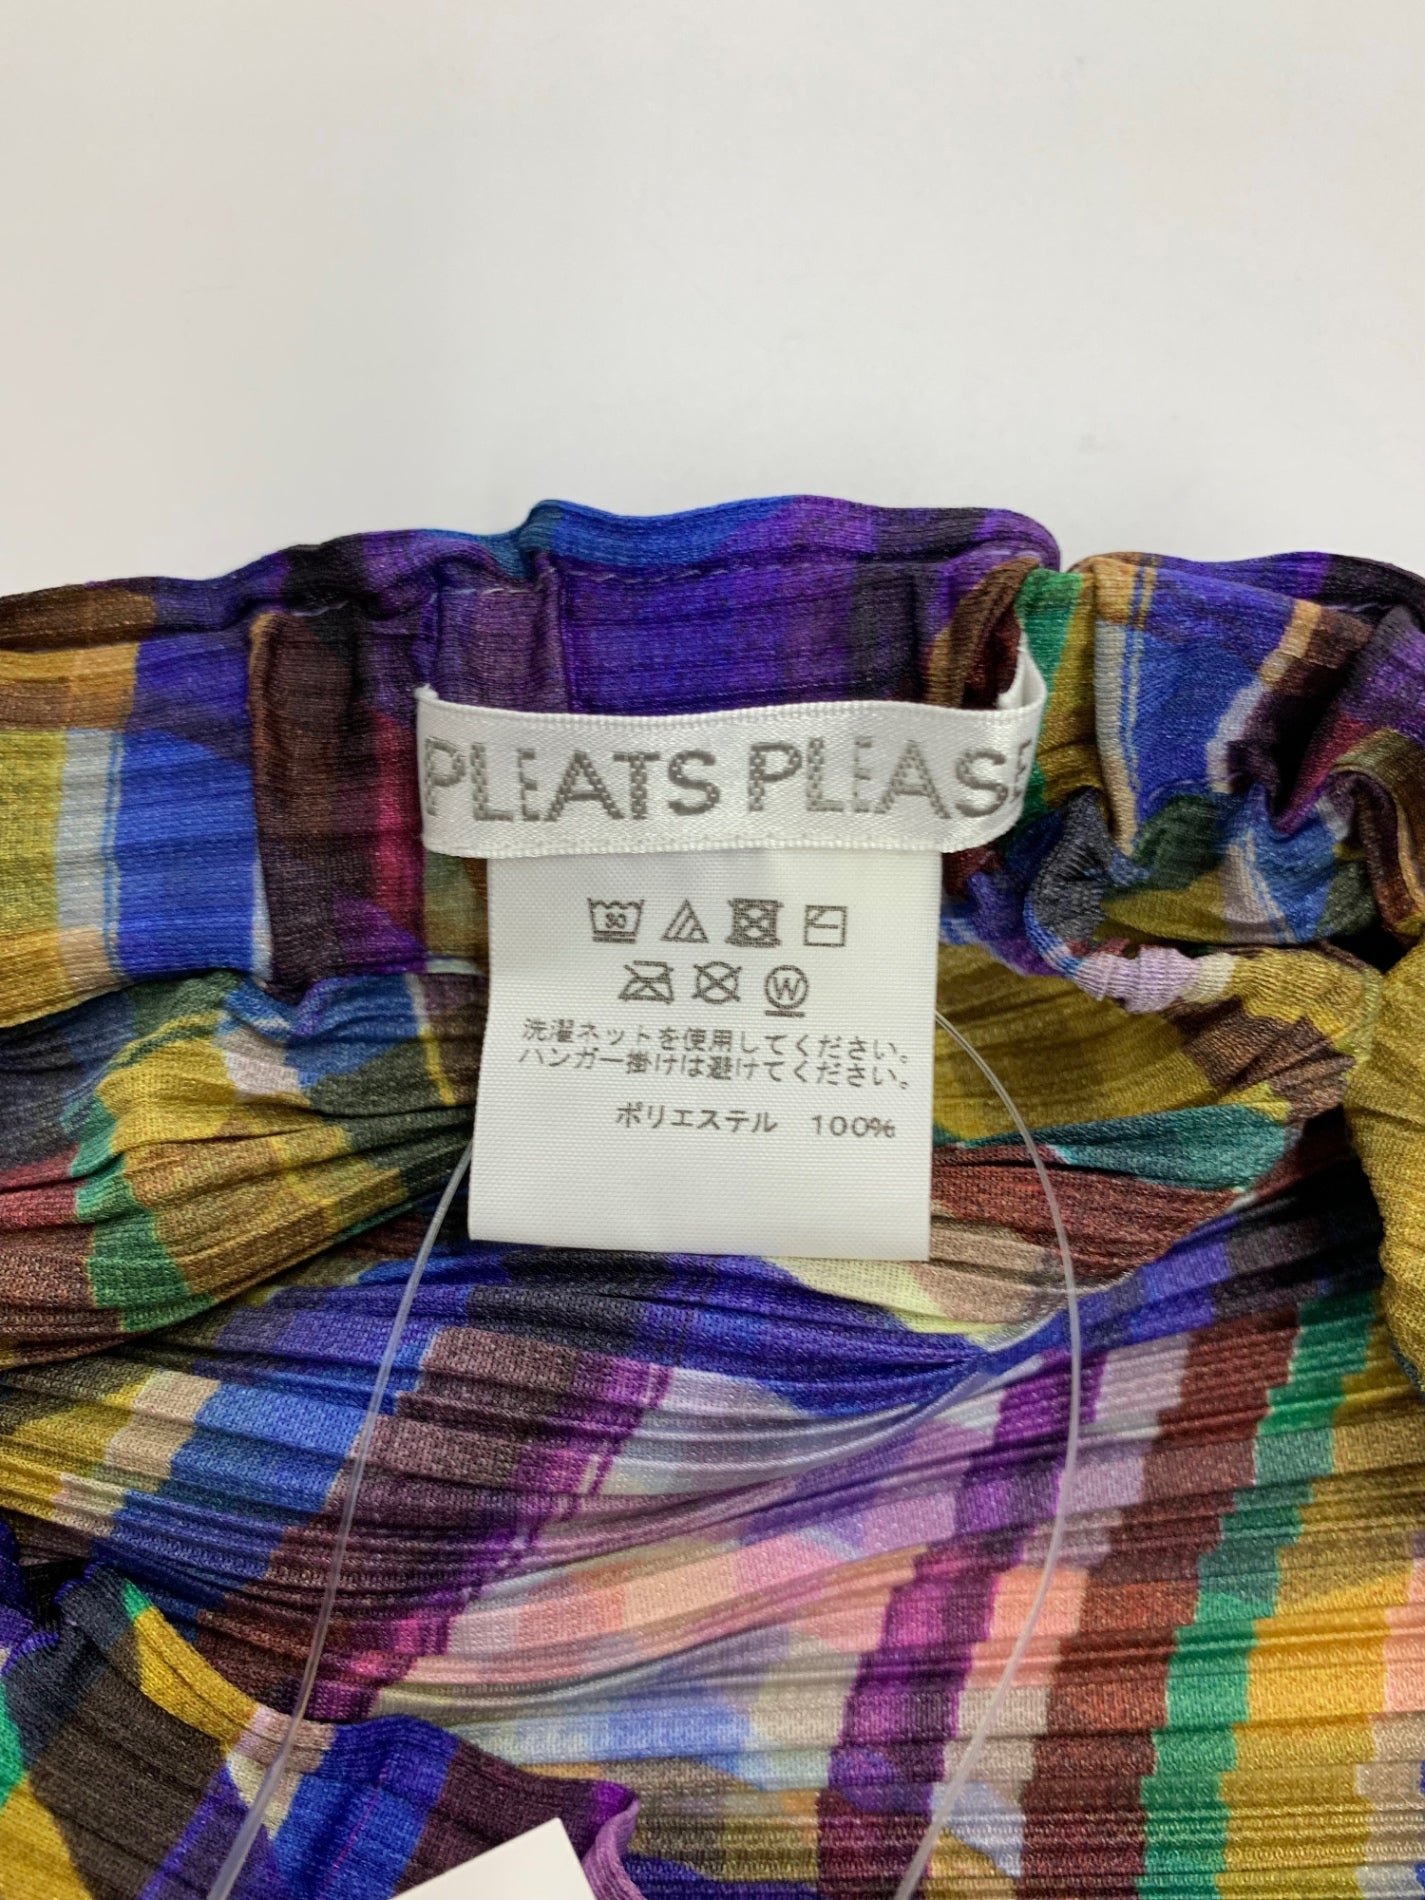 PLEATS PLEASE
30
W
洗濯ネットを使用してください。
ハンガー掛けは避けてください。
ポリエステル 100%